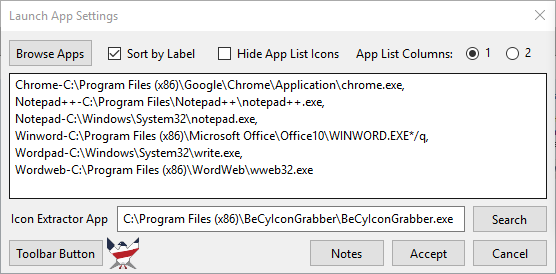 Launch App Settings
Browse Apps Sort by Label Hide App List Icons App List Columns: 1 2
Chrome-C:\Program Files (x86)\Google\Chrome\Application\chrome.exe,
Notepad++-C:\Program Files\Notepad++\notepad++.exe,
Notepad-C:\Windows\System32\notepad.exe,
Winword-C:\Program Files (x86)\Microsoft Office\Office10\WINWORD.EXE*/q,
Wordpad-C:\Windows\System32\write.exe,
Wordweb-C:\Program Files (x86)\WordWeb\wweb32.exe
Icon Extractor App C:\Program Files (x86)\BeCyIconGrabber\BeCyIconGrabber.exe Search
Toolbar Button Notes Accept Cancel